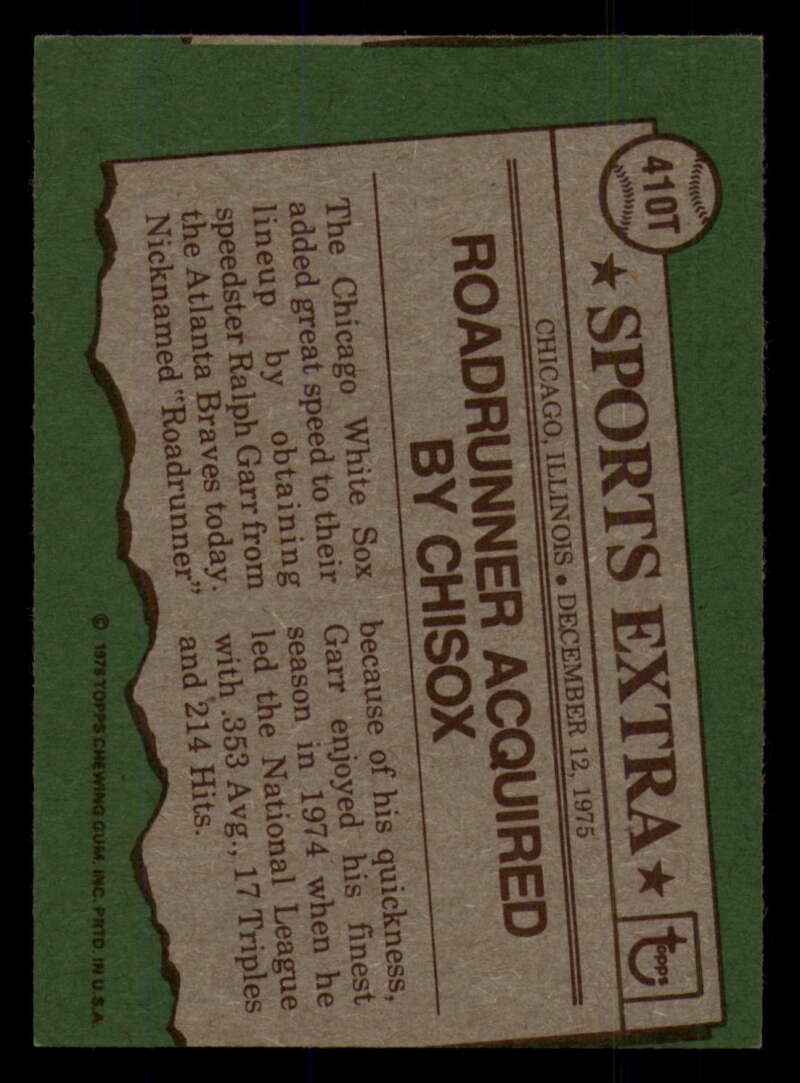 410T
★ SPORTS EXTRA ★
topps
CHICAGO, ILLINOIS • DECEMBER 12, 1975
ROADRUNNER ACQUIRED
BY CHISOX
The Chicago White Sox
added great speed to their
lineup by obtaining
speedster Ralph Garr from
the Atlanta Braves today.
Nicknamed "Roadrunner"
because of his quickness,
Garr enjoyed his finest
season in 1974 when he
led the National League
with .353 Avg., 17 Triples
and 214 Hits.
© 1976 TOPPS CHEWING GUM, INC. PRTD. IN U.S.A.